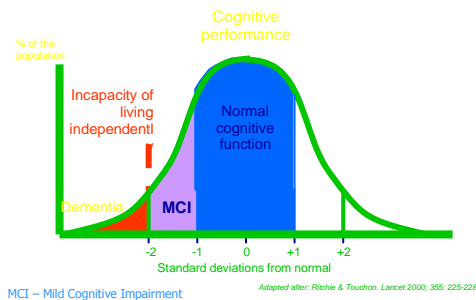 Cognitive
performance
% of the
population
Incapacity of
living
independentl
Normal
cognitive
function
Dementia
MCI
-2 -1 0 +1 +2
Standard deviations from normal
Adapted after: Ritchie & Touchon. Lancet 2000; 355: 225-228
MCI – Mild Cognitive Impairment